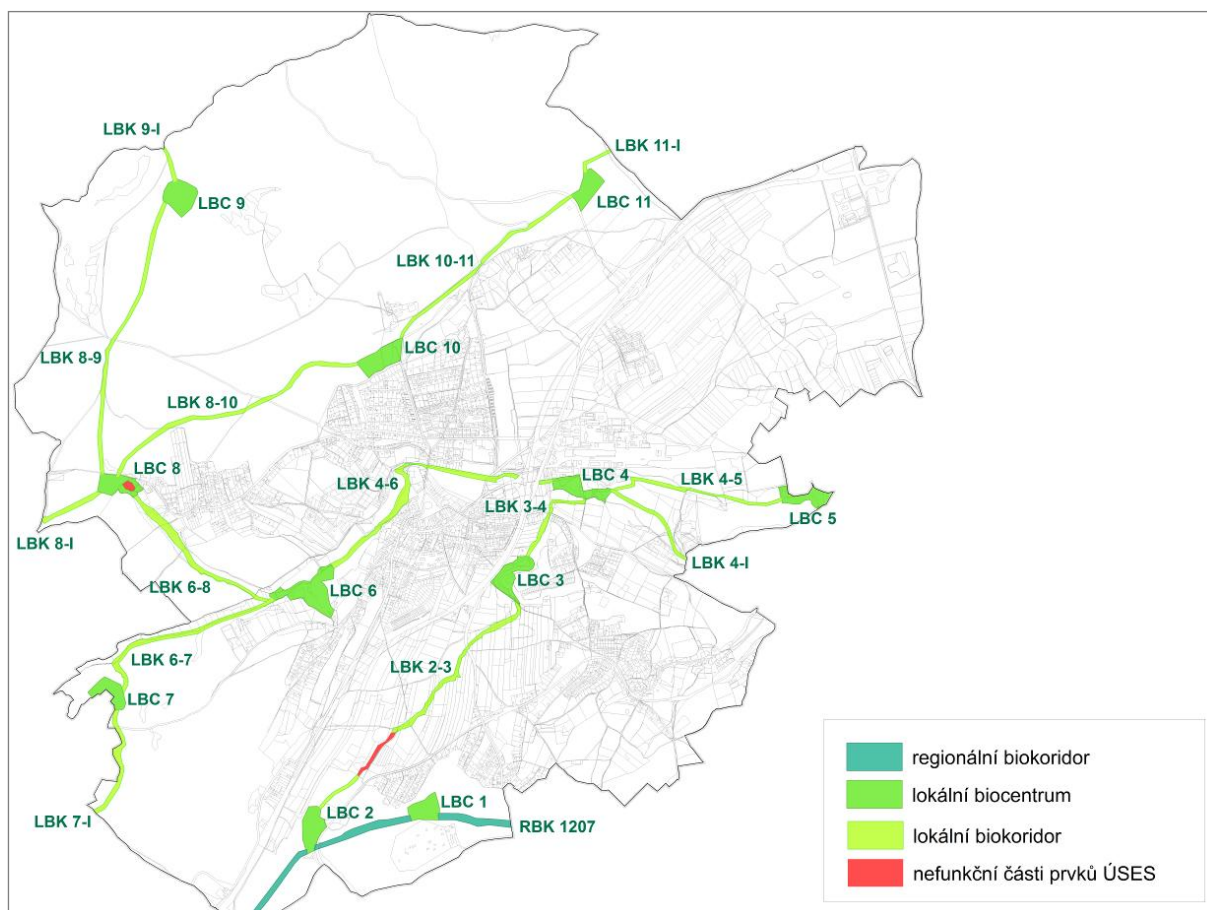 LBK 9-I
LBK 11-I
LBC 9
LBC 11
LBK 10-11
LBK 8-9
LBC 10
LBK 8-10
LBC 8
LBK 4-6
LBC 4
LBK 4-5
LBK 3-4
LBC 5
LBK 8-I
LBK 4-I
LBC 3
LBK 6-8
LBC 6
LBK 6-7
LBK 2-3
LBC 7
LBC 2
LBC 1
LBK 7-I
RBK 1207
regionální biokoridor
lokální biocentrum
lokální biokoridor
nefunkční části prvků ÚSES